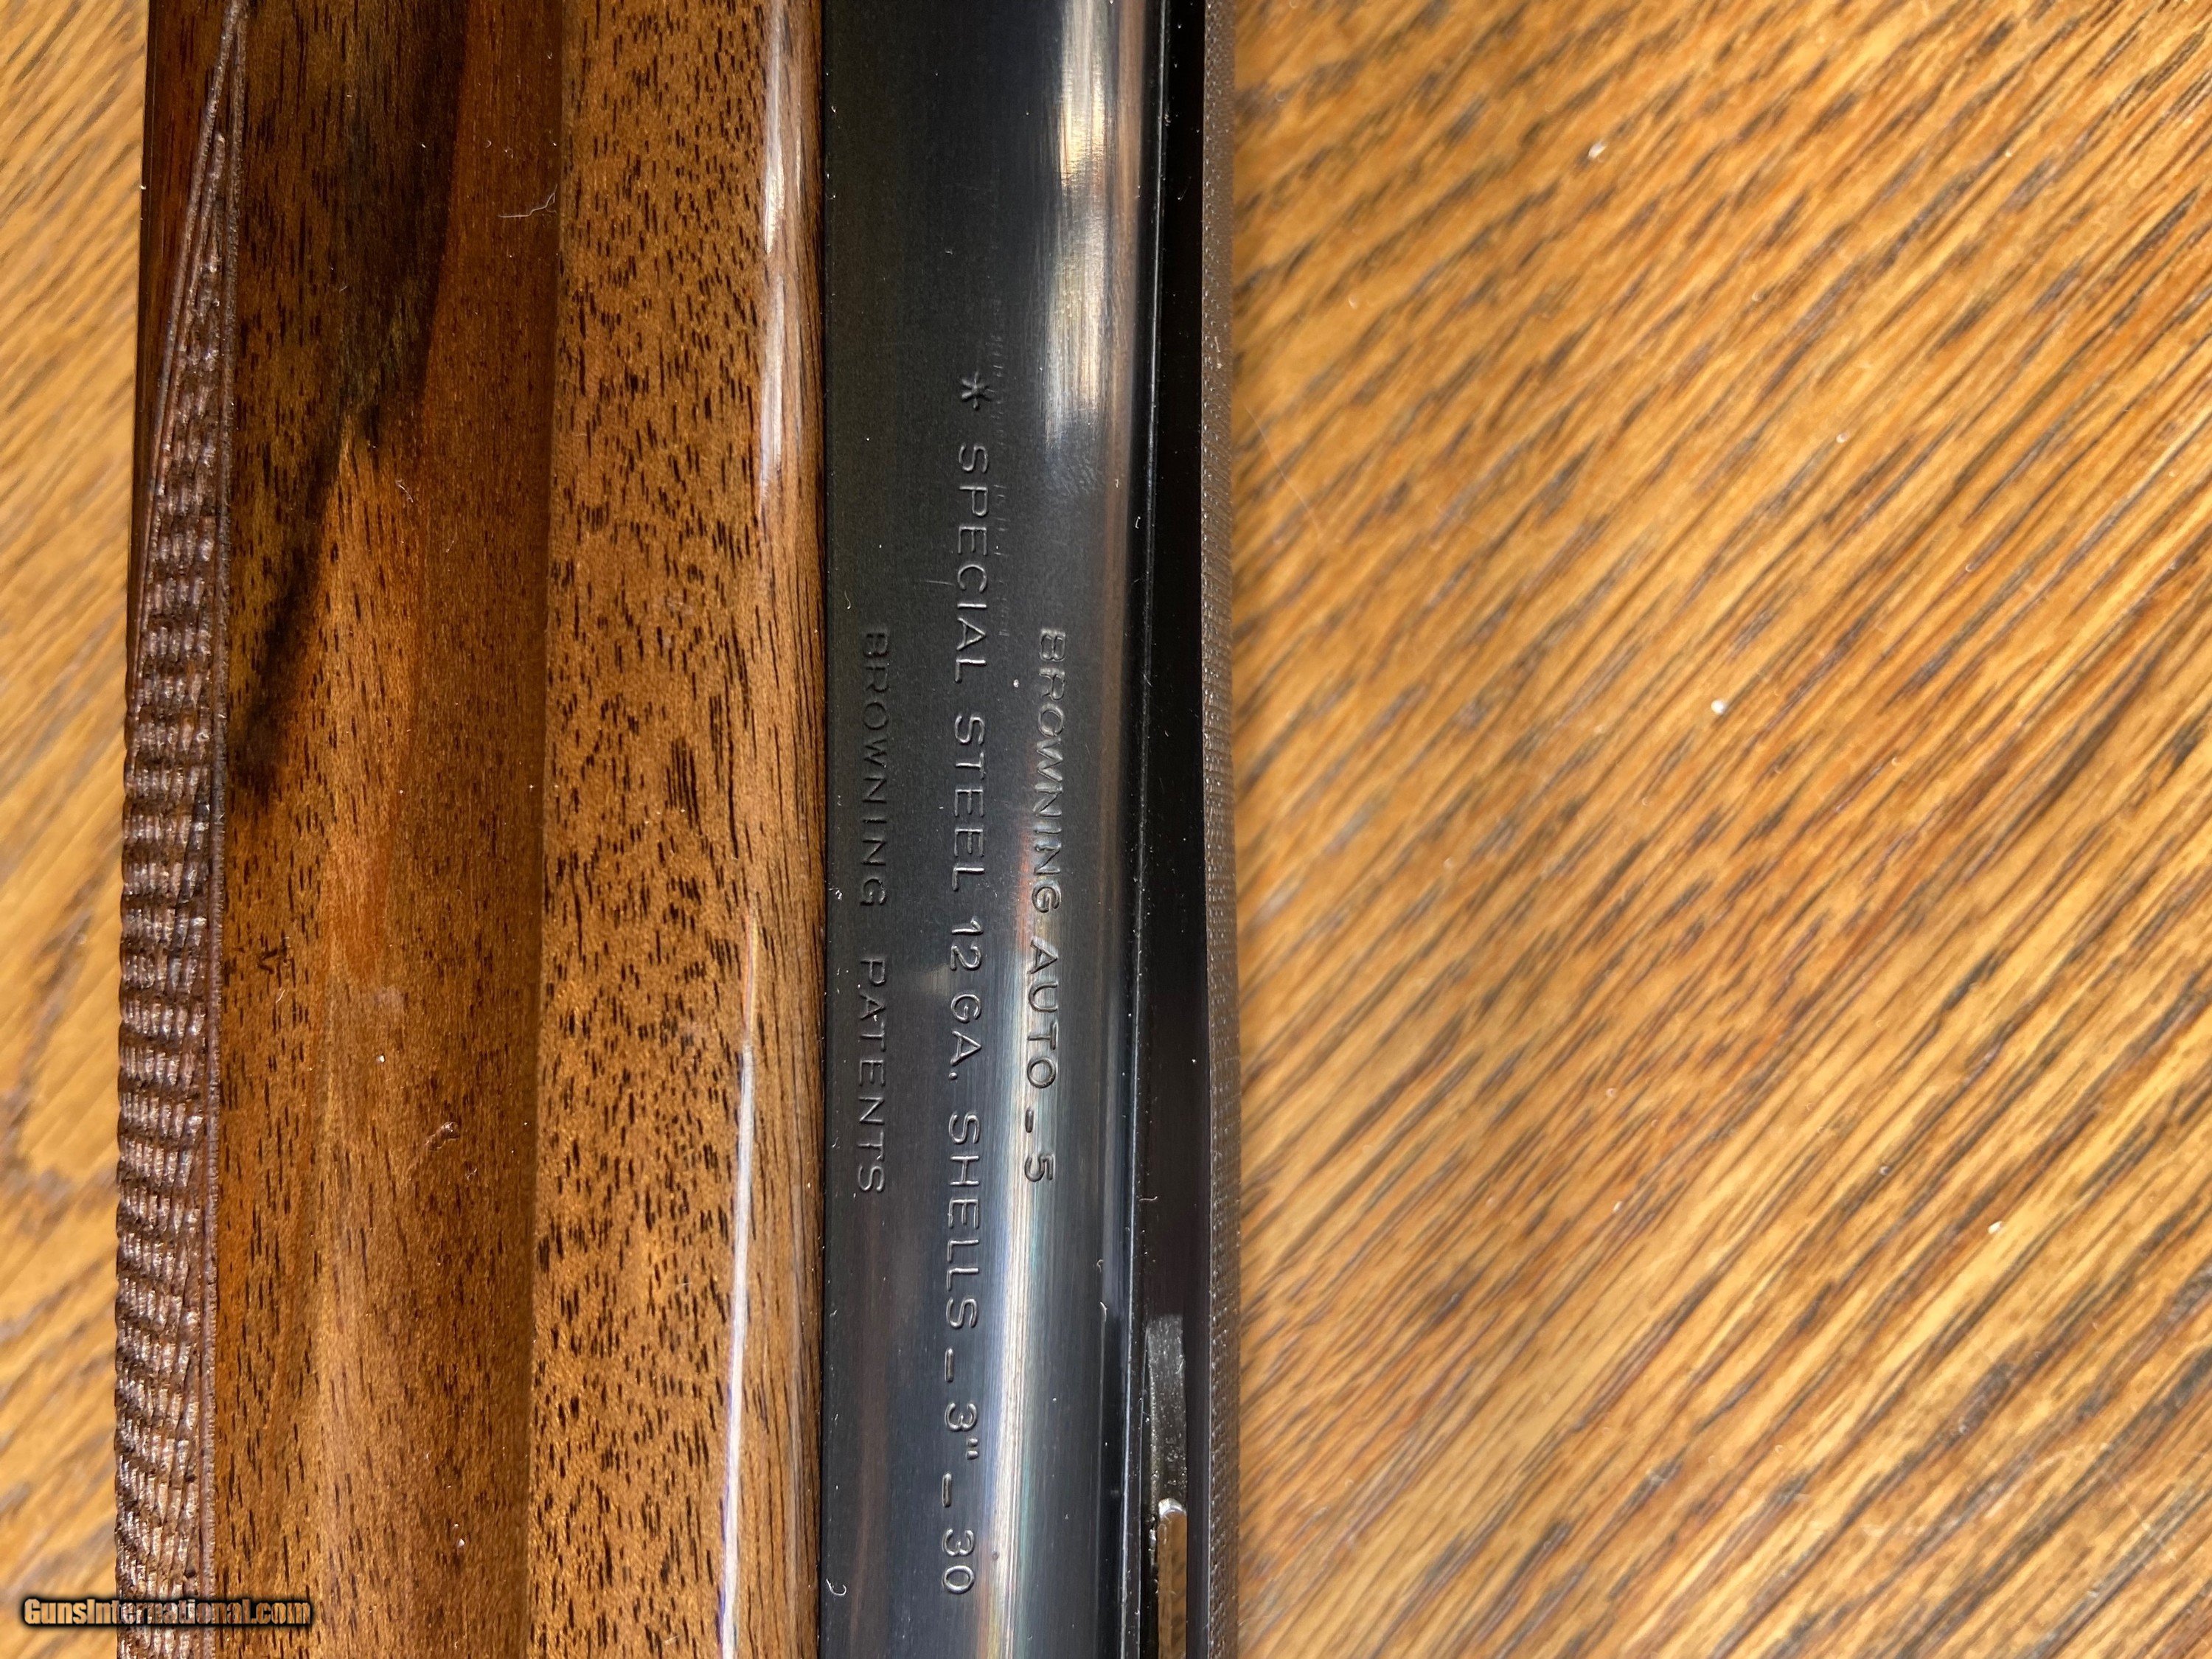 BROWNING AUTO - 5
* SPECIAL STEEL 12 GA. SHELLS - 3" - 30
BROWNING PATENTS
GunsInternational.com